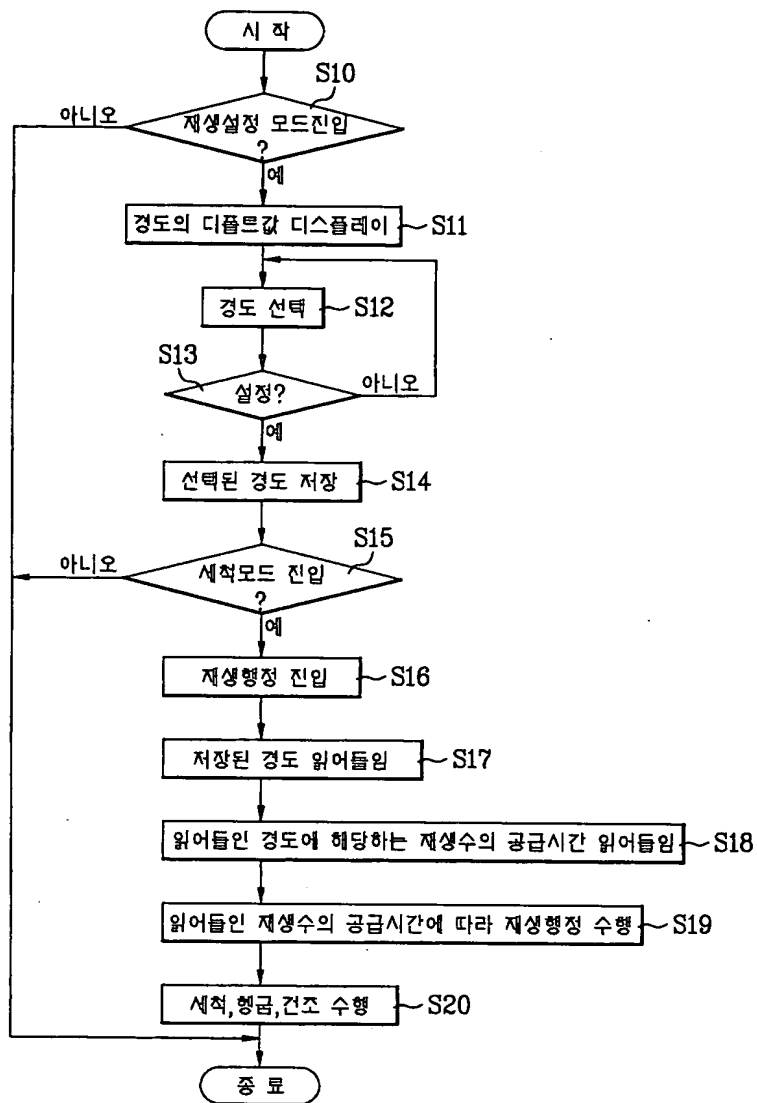 시 작
S10
아니오
재생설정 모드진입
?
예
경도의 디폴트값 디스플레이
S11
경도 선택
S12
S13
설정?
아니오
예
선택된 경도 저장
S14
S15
아니오
세척모드 진입
?
예
재생행정 진입
S16
저장된 경도 읽어들임
S17
읽어들인 경도에 해당하는 재생수의 공급시간 읽어들임
S18
읽어들인 재생수의 공급시간에 따라 재생행정 수행
S19
세척,헹굼,건조 수행
S20
종 료